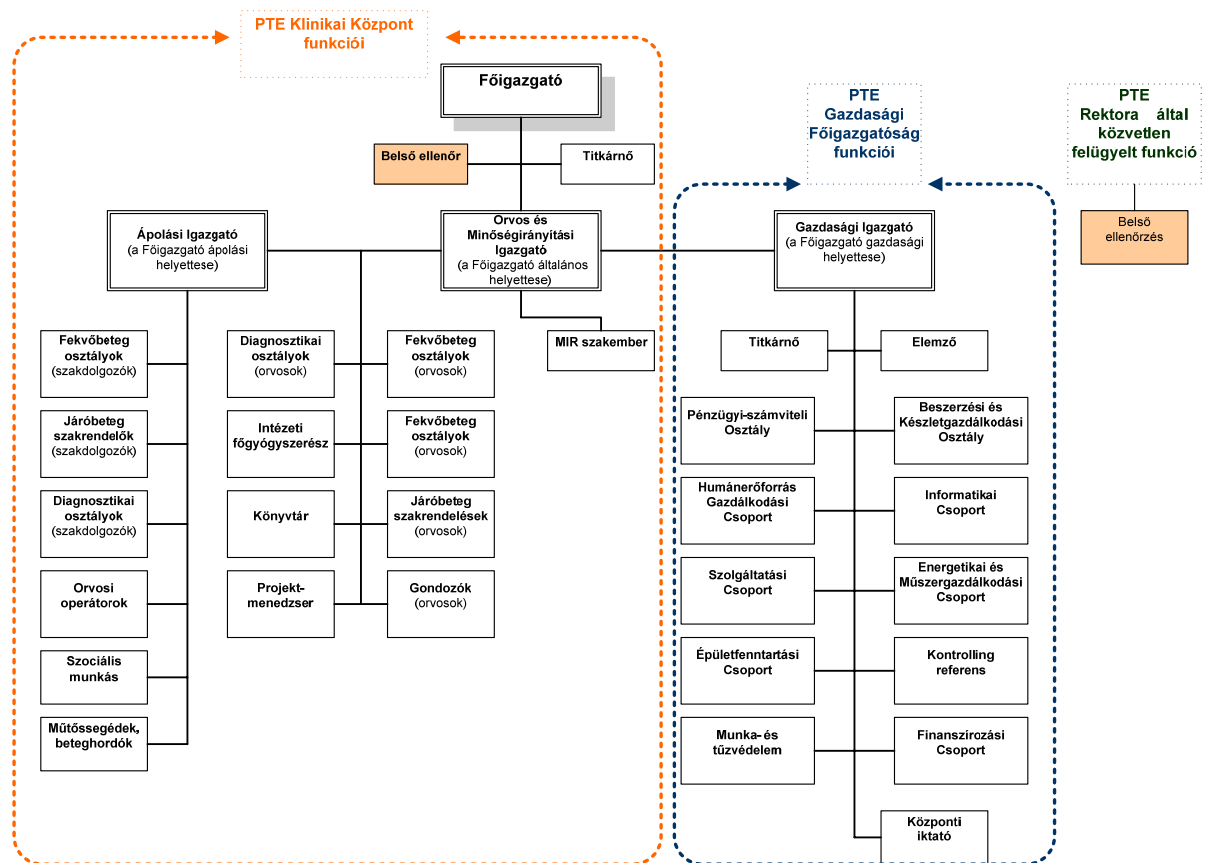 PTE Klinikai Központ
funkciói
Főigazgató
Belső ellenőr
Titkárnő
PTE
Gazdasági
Főigazgatóság
funkciói
PTE
Rektora által
közvetlen
felügyelt funkció
Belső
ellenőrzés
Ápolási Igazgató
(a Főigazgató ápolási
helyettese)
Orvos és
Minőségirányítási
Igazgató
(a Főigazgató általános
helyettese)
Gazdasági Igazgató
(a Főigazgató gazdasági
helyettese)
MIR szakember
Fekvőbeteg
osztályok
(szakdolgozók)
Járóbeteg
szakrendelők
(szakdolgozók)
Diagnosztikai
osztályok
(szakdolgozók)
Orvosi
operátorok
Szociális
munkás
Műtőssegédek,
beteghordók
Diagnosztikai
osztályok
(orvosok)
Fekvőbeteg
osztályok
(orvosok)
Intézeti
főgyógyszerész
Fekvőbeteg
osztályok
(orvosok)
Könyvtár
Járóbeteg
szakrendelések
(orvosok)
Projekt-
menedzser
Gondozók
(orvosok)
Titkárnő
Elemző
Pénzügyi-számviteli
Osztály
Beszerzési és
Készletgazdálkodási
Osztály
Humánerőforrás
Gazdálkodási
Csoport
Informatikai
Csoport
Szolgáltatási
Csoport
Energetikai és
Műszergazdálkodási
Csoport
Épületfenntartási
Csoport
Kontrolling
referens
Munka- és
tűzvédelem
Finanszírozási
Csoport
Központi
iktató